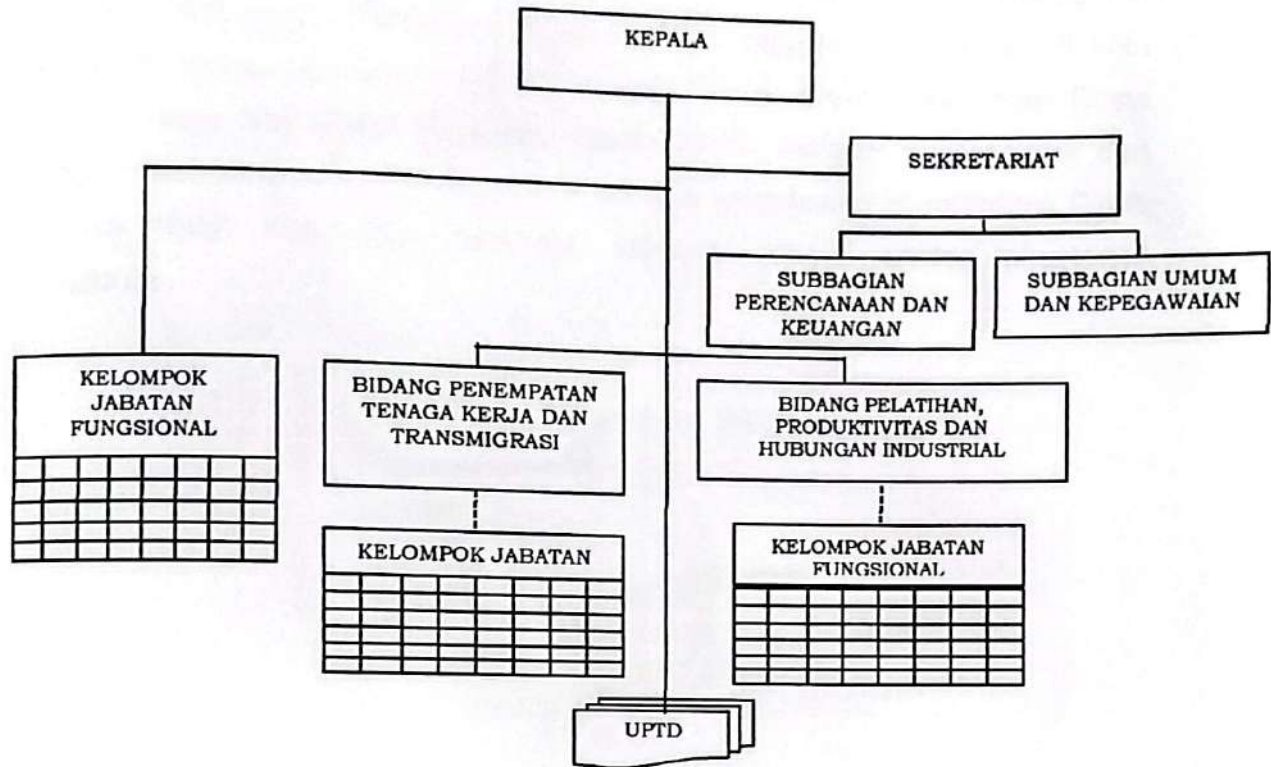 KEPALA
SEKRETARIAT
SUBBAGIAN
PERENCANAAN DAN
KEUANGAN
SUBBAGIAN UMUM
DAN KEPEGAWAIAN
KELOMPOK
JABATAN
FUNGSIONAL
BIDANG PENEMPATAN
TENAGA KERJA DAN
TRANSMIGRASI
BIDANG PELATIHAN,
PRODUKTIVITAS DAN
HUBUNGAN INDUSTRIAL
KELOMPOK JABATAN
KELOMPOK JABATAN
FUNGSIONAL
UPTD